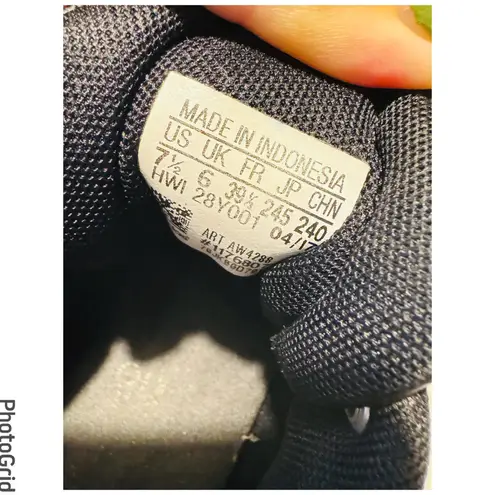 MADE IN INDONESIA
US UK FR JP CHN
7½ 6 39⅓ 245 240
HWI 28Y001 04/17
ART AW4288
PhotoGrid